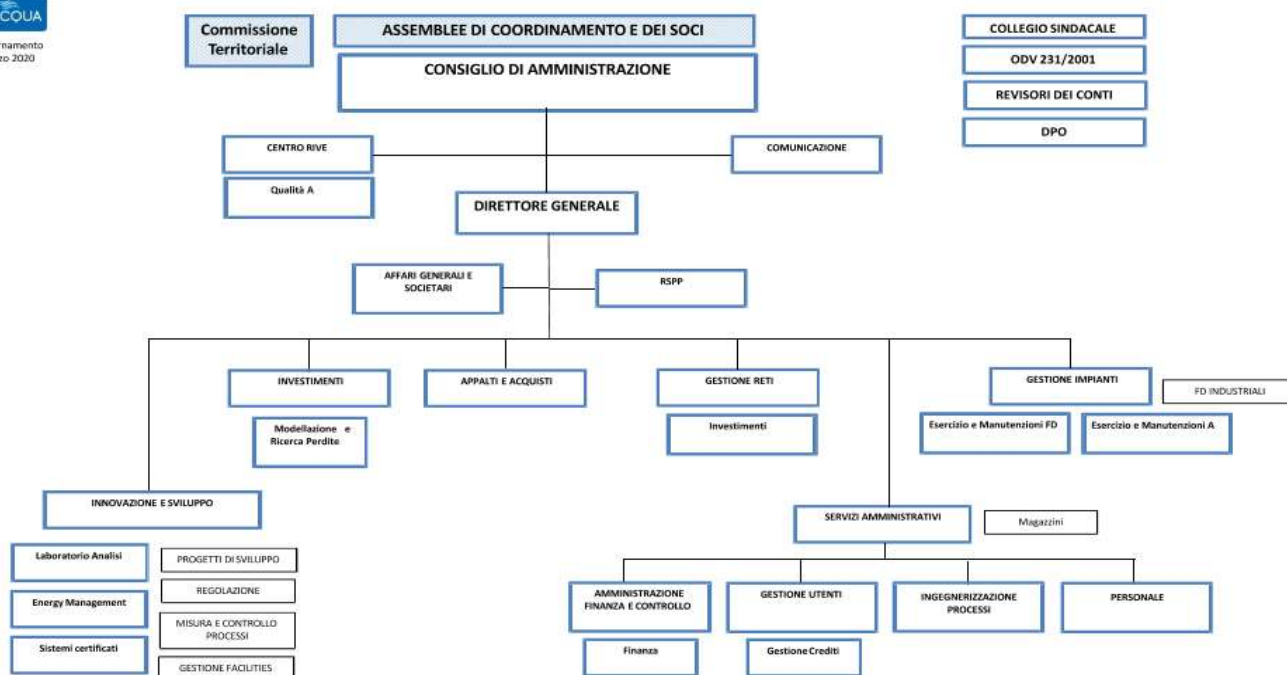 Commissione
Territoriale
ASSEMBLEE DI COORDINAMENTO E DEI SOCI
CONSIGLIO DI AMMINISTRAZIONE
COLLEGIO SINDACALE
ODV 231/2001
REVISORI DEI CONTI
DPO
2020
CENTRO RIVE
COMUNICAZIONE
Qualità A
DIRETTORE GENERALE
AFFARI GENERALI E
SOCIETARI
RSPP
INVESTIMENTI
APPALTI E ACQUISTI
GESTIONE RETI
GESTIONE IMPIANTI
FD INDUSTRIALI
Modellazione e
Ricerca Perdite
Investimenti
Esercizio e Manutenzioni FD
Esercizio e Manutenzioni A
INNOVAZIONE E SVILUPPO
SERVIZI AMMINISTRATIVI
Magazzini
Laboratorio Analisi
PROGETTI DI SVILUPPO
Energy Management
REGOLAZIONE
Sistemi certificati
MISURA E CONTROLLO
PROCESSI
GESTIONE FACILITIES
AMMINISTRAZIONE
FINANZA E CONTROLLO
GESTIONE UTENTI
INGEGNERIZZAZIONE
PROCESSI
PERSONALE
Finanza
Gestione Crediti